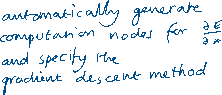 automatically generate
computation nodes for ∂E/∂x
and specify the
gradient descent method